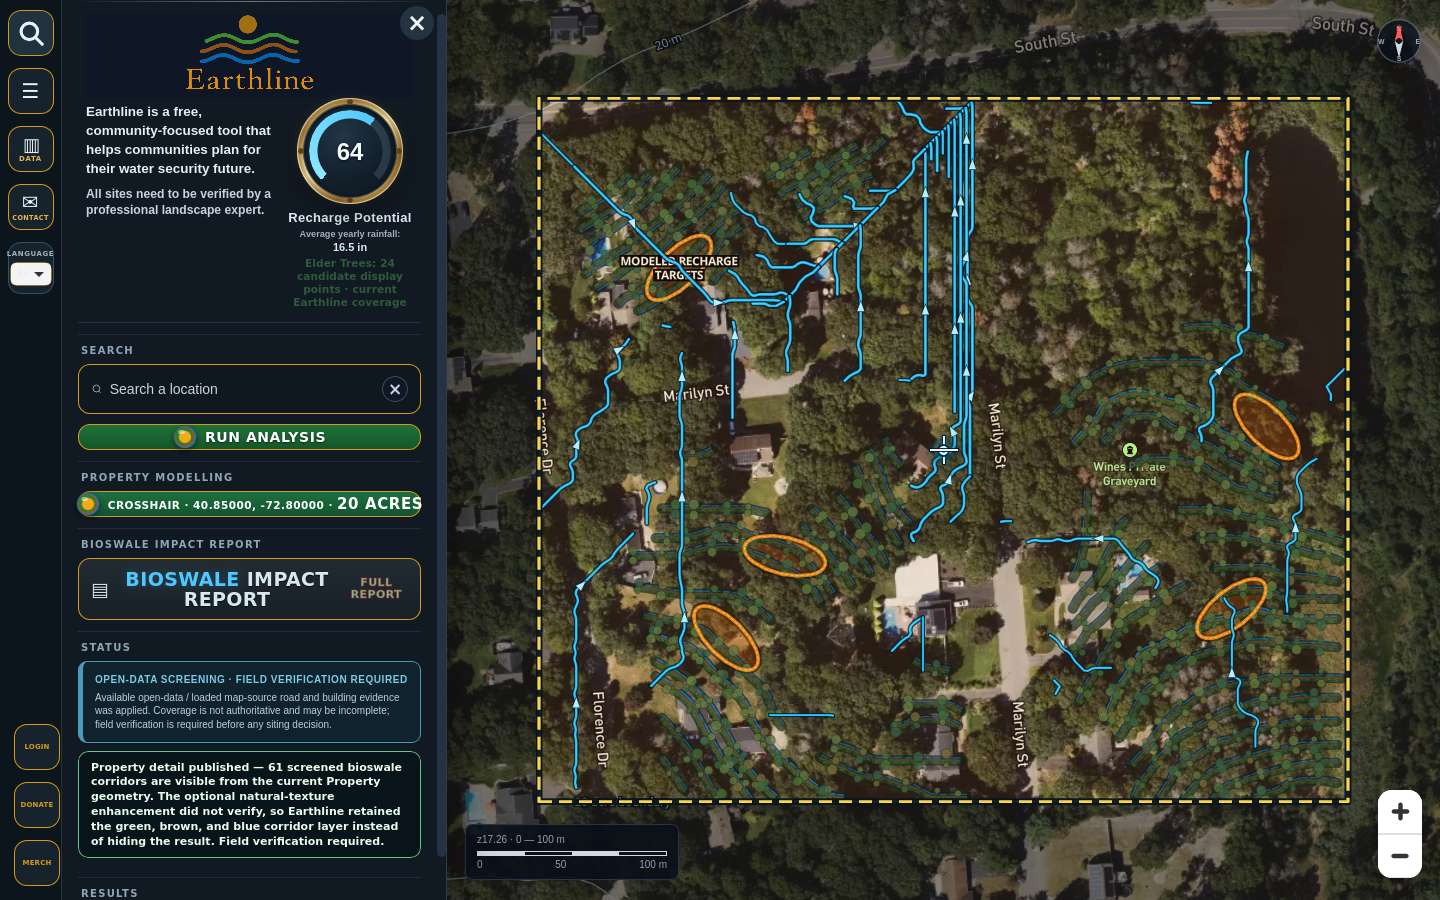 DATA
CONTACT
LANGUAGE
LOGIN
DONATE
MERCH
Earthline
Earthline is a free,
community-focused tool that
helps communities plan for
their water security future.
All sites need to be verified by a
professional landscape expert.
64
Recharge Potential
Average yearly rainfall:
16.5 in
Elder Trees: 24
candidate display
points · current
Earthline coverage
SEARCH
Search a location
RUN ANALYSIS
PROPERTY MODELLING
CROSSHAIR · 40.85000, -72.80000 · 20 ACRES
BIOSWALE IMPACT REPORT
BIOSWALE IMPACT
REPORT
FULL
REPORT
STATUS
OPEN-DATA SCREENING · FIELD VERIFICATION REQUIRED
Available open-data / loaded map-source road and building evidence
was applied. Coverage is not authoritative and may be incomplete;
field verification is required before any siting decision.
Property detail published — 61 screened bioswale
corridors are visible from the current Property
geometry. The optional natural-texture
enhancement did not verify, so Earthline retained
the green, brown, and blue corridor layer instead
of hiding the result. Field verification required.
RESULTS
20 m
South St
South St
N
W
E
S
MODELED RECHARGE
TARGETS
Marilyn St
Florence Dr
Marilyn St
Wines Private
Graveyard
Florence Dr
Marilyn St
z17.26 · 0 — 100 m
0
50
100 m